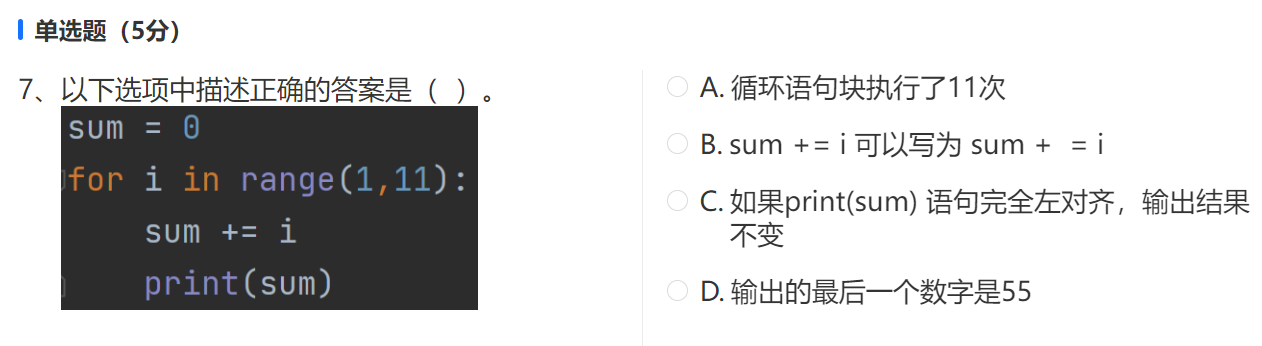 单选题（5分）
7、以下选项中描述正确的答案是（  ）。
sum = 0
for i in range(1,11):
    sum += i
    print(sum)
A. 循环语句块执行了11次
B. sum += i 可以写为 sum +  = i
C. 如果print(sum) 语句完全左对齐，输出结果
不变
D. 输出的最后一个数字是55